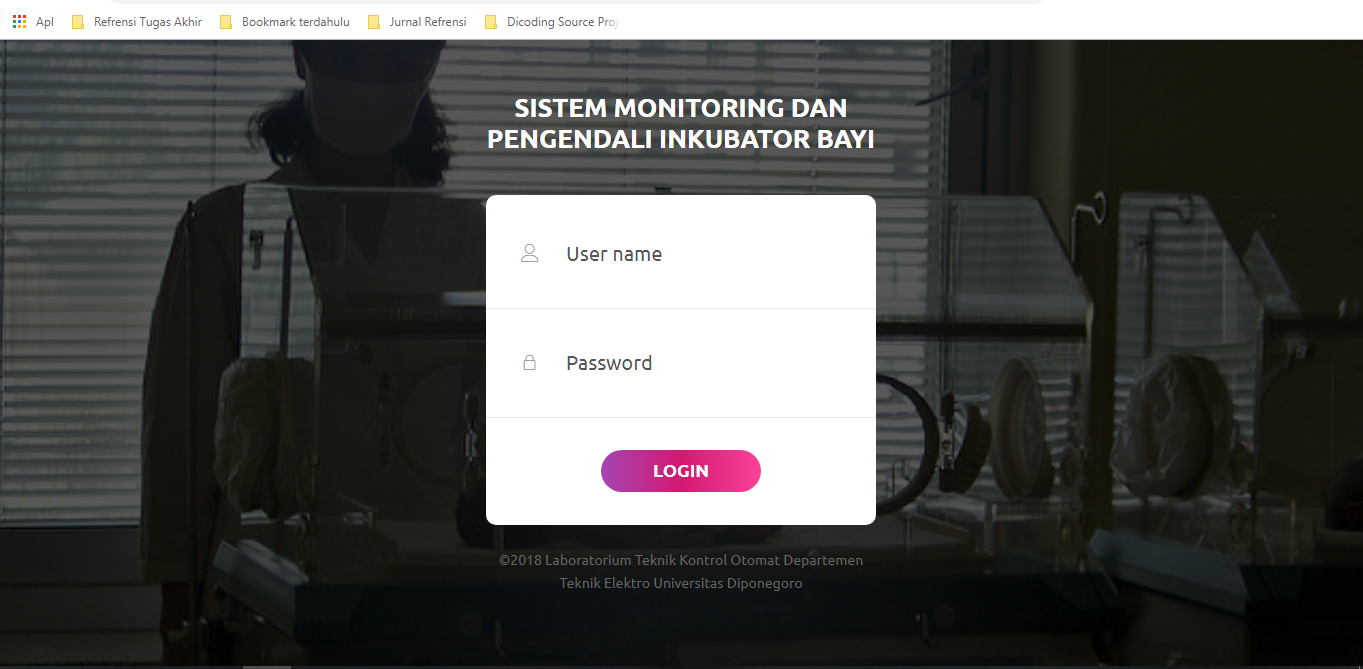 Apl Refrensi Tugas Akhir Bookmark terdahulu Jurnal Refrensi Dicoding Source Proj
SISTEM MONITORING DAN
PENGENDALI INKUBATOR BAYI
User name
Password
LOGIN
©2018 Laboratorium Teknik Kontrol Otomat Departemen
Teknik Elektro Universitas Diponegoro